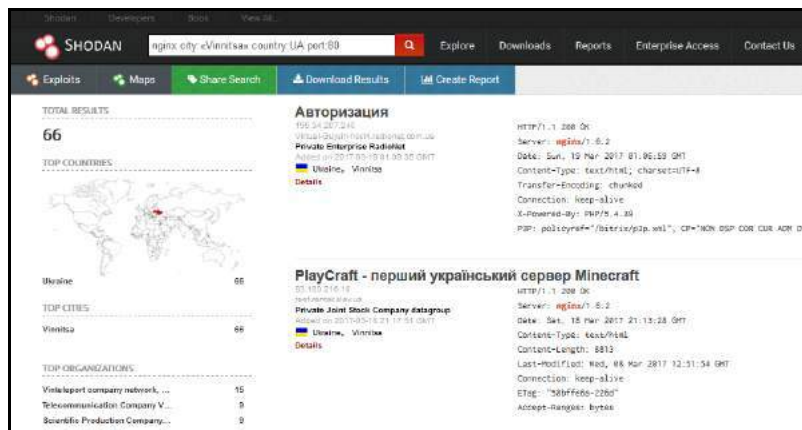 Shodan Developers Book View All...
SHODAN
nginx city:«Vinnitsa» country:UA port:80
Explore Downloads Reports Enterprise Access Contact Us
Exploits Maps Share Search Download Results Create Report
TOTAL RESULTS
66
TOP COUNTRIES
Ukraine 66
TOP CITIES
Vinnitsa 66
TOP ORGANIZATIONS
Vinteleport company network, ... 15
Telecommunication Company V... 9
Scientific Production Company... 9
Авторизация
Private Enterprise RadioNet
Ukraine, Vinnitsa
Details
HTTP/1.1 200 OK
Server: nginx/1.6.2
Date: Sun, 19 Mar 2017 01:06:59 GMT
Content-Type: text/html; charset=UTF-8
Transfer-Encoding: chunked
Connection: keep-alive
X-Powered-By: PHP/5.4.39
P3P: policyref="/bitrix/p3p.xml", CP="NON DSP COR CUR ADM D
PlayCraft - перший український сервер Minecraft
Private Joint Stock Company datagroup
Ukraine, Vinnitsa
Details
HTTP/1.1 200 OK
Server: nginx/1.6.2
Date: Sat, 18 Mar 2017 21:13:28 GMT
Content-Type: text/html
Content-Length: 8813
Last-Modified: Wed, 08 Mar 2017 12:31:54 GMT
Connection: keep-alive
ETag: "58bffe6a-226d"
Accept-Ranges: bytes